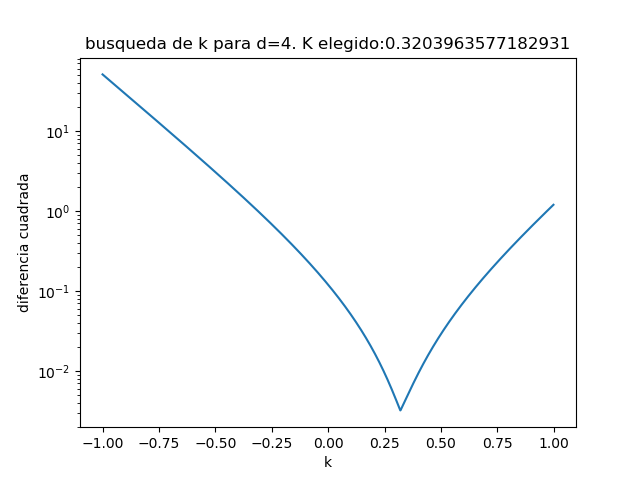 busqueda de k para d=4. K elegido:0.3203963577182931
diferencia cuadrada
10¹
10⁰
10⁻¹
10⁻²
−1.00 −0.75 −0.50 −0.25 0.00 0.25 0.50 0.75 1.00
k